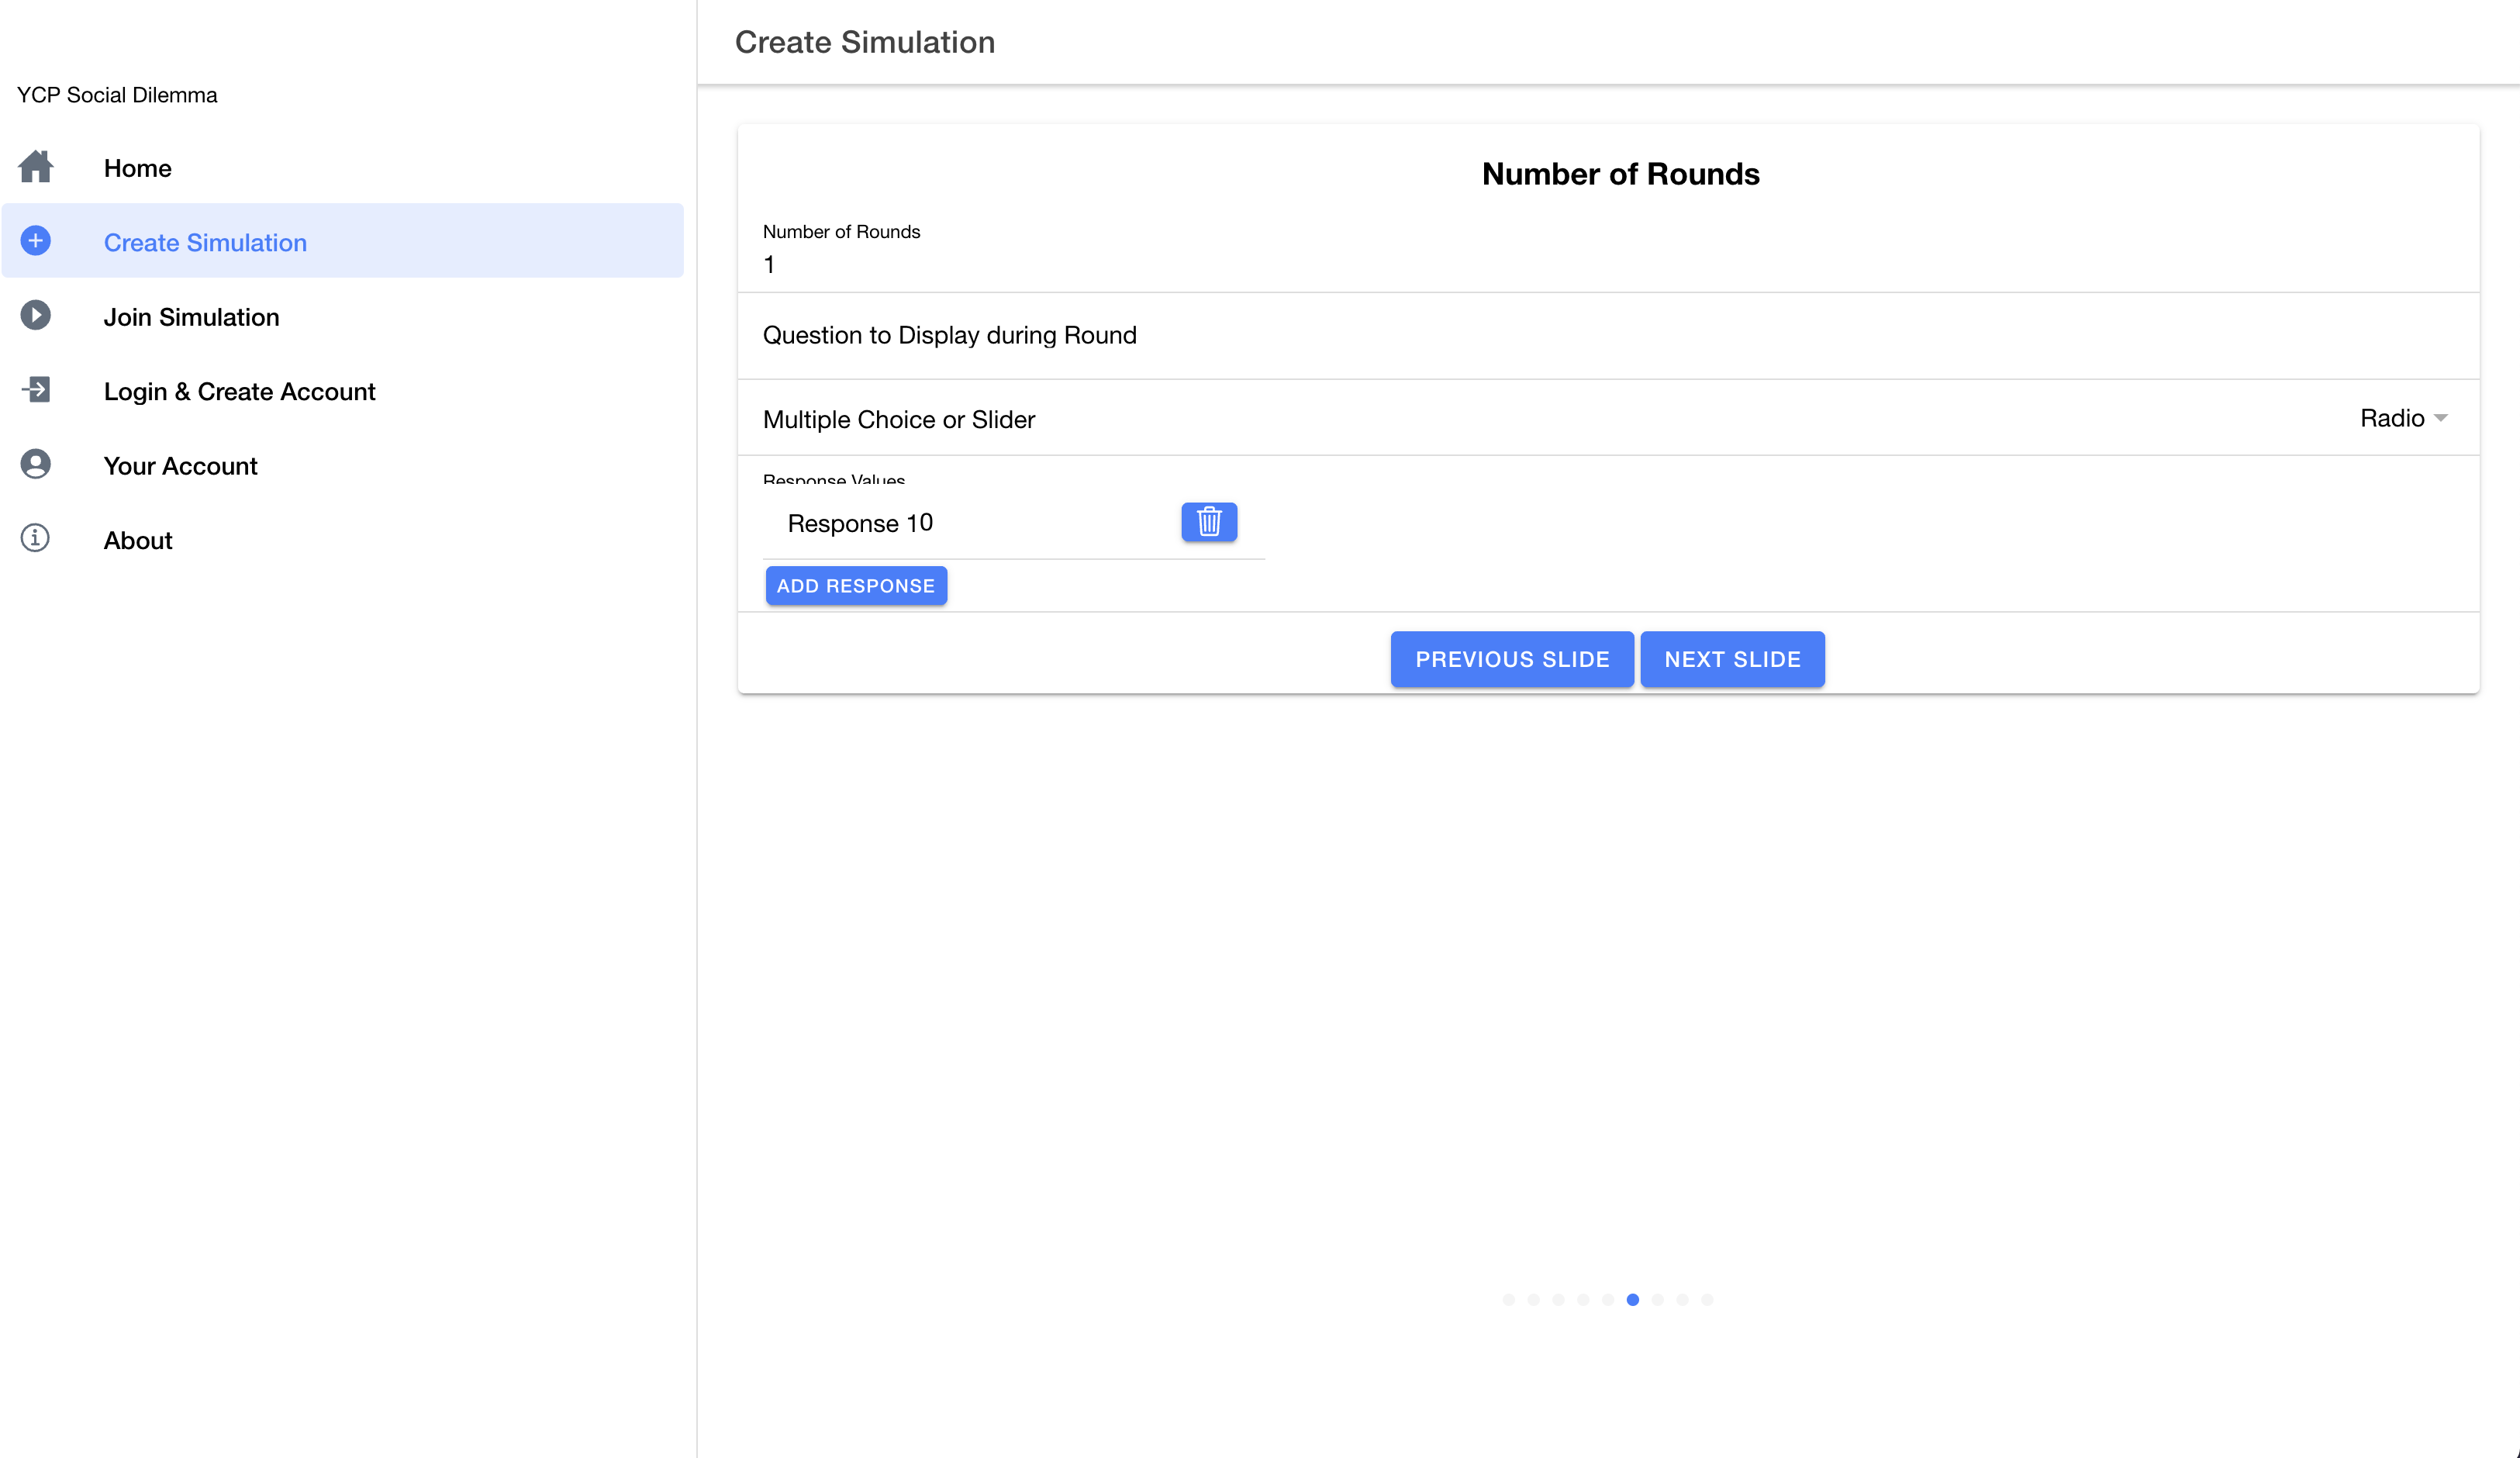 YCP Social Dilemma
Home
Create Simulation
Join Simulation
Login & Create Account
Your Account
About
Create Simulation
Number of Rounds
Number of Rounds
1
Question to Display during Round
Multiple Choice or Slider
Radio
Response Values
Response 10
ADD RESPONSE
PREVIOUS SLIDE
NEXT SLIDE